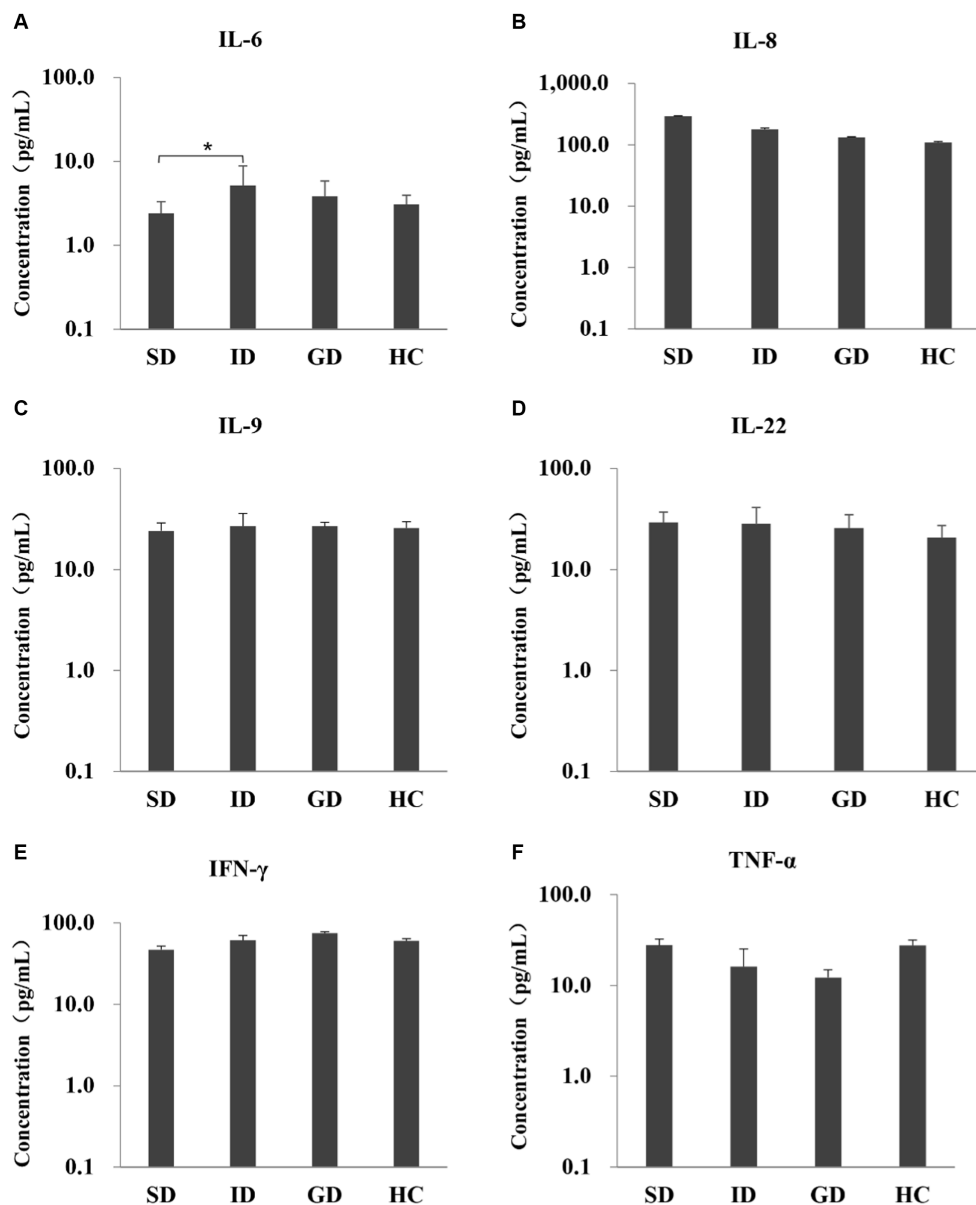 A
IL-6
Concentration（pg/mL）
100.0
10.0
1.0
0.1
*
SD ID GD HC
B
IL-8
Concentration（pg/mL）
1,000.0
100.0
10.0
1.0
0.1
SD ID GD HC
C
IL-9
Concentration（pg/mL）
100.0
10.0
1.0
0.1
SD ID GD HC
D
IL-22
Concentration（pg/mL）
100.0
10.0
1.0
0.1
SD ID GD HC
E
IFN-γ
Concentration（pg/mL）
100.0
10.0
1.0
0.1
SD ID GD HC
F
TNF-α
Concentration（pg/mL）
100.0
10.0
1.0
0.1
SD ID GD HC